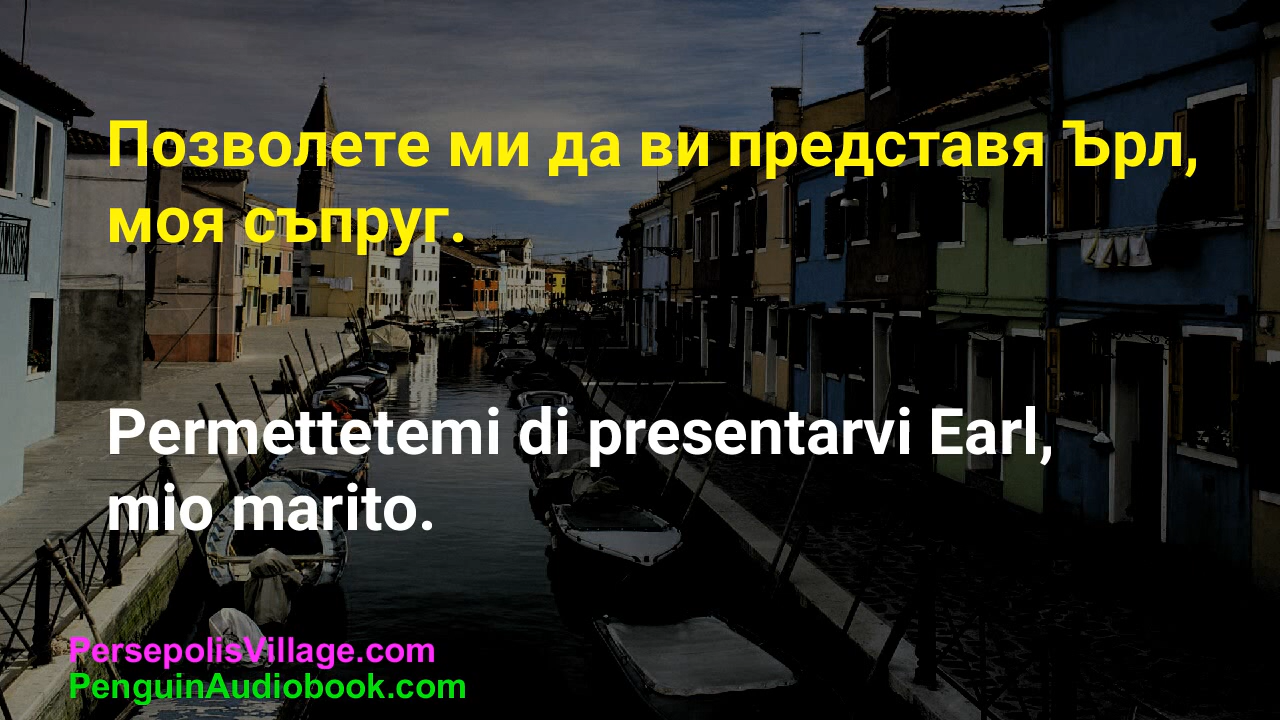 Позволете ми да ви представя Ърл,
моя съпруг.
Permettetemi di presentarvi Earl,
mio marito.
PersepolisVillage.com
PenguinAudiobook.com